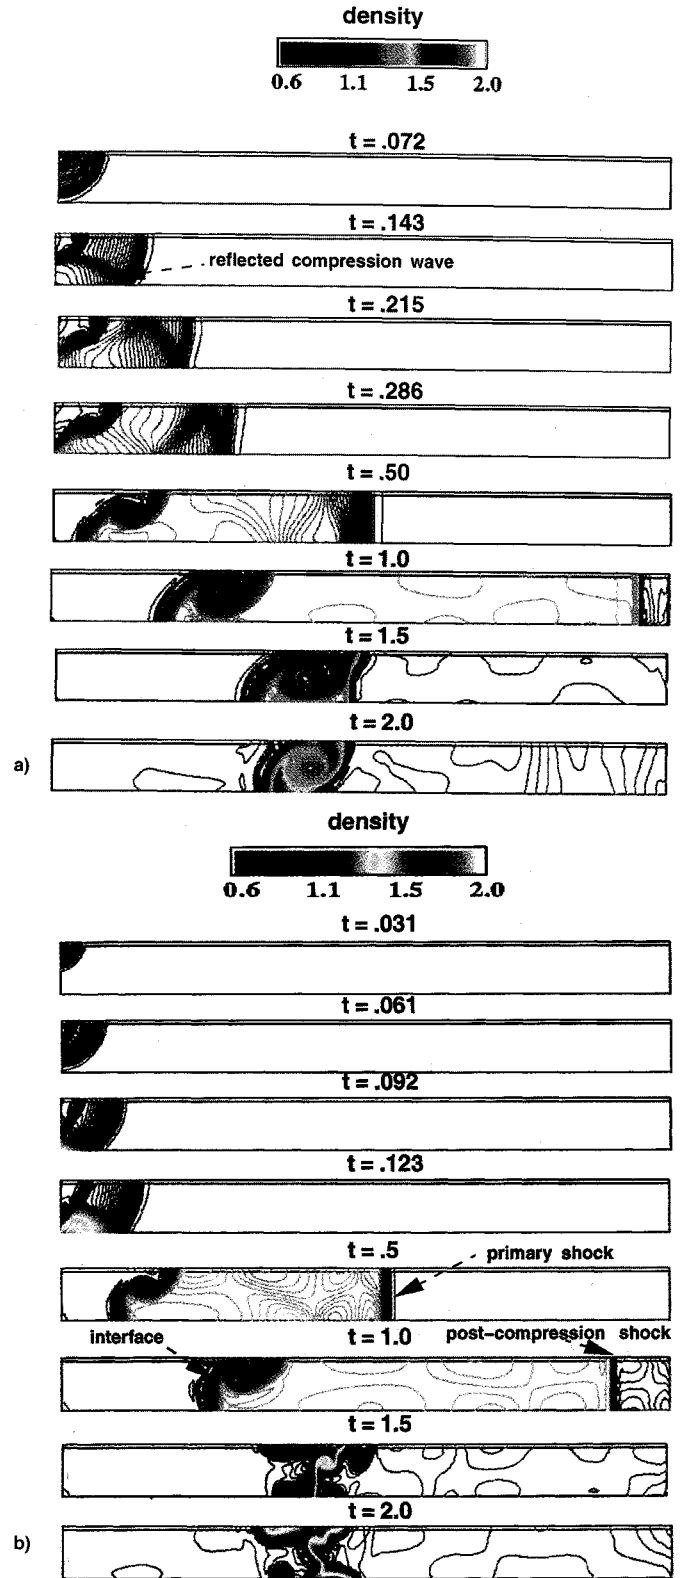 density
0.6 1.1 1.5 2.0
t = .072
t = .143
reflected compression wave
t = .215
t = .286
t = .50
t = 1.0
t = 1.5
t = 2.0
a)
density
0.6 1.1 1.5 2.0
t = .031
t = .061
t = .092
t = .123
t = .5
primary shock
interface
t = 1.0
post-compression shock
t = 1.5
t = 2.0
b)